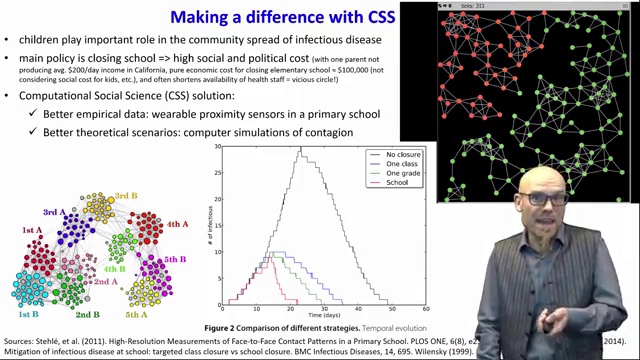 Making a difference with CSS
• children play important role in the community spread of infectious disease
• main policy is closing school => high social and political cost (with one parent not
producing avg. $200/day income in California, pure economic cost for closing elementary school = $100,000 (not
considering social cost for kids, etc.), and often shortens availability of health staff = vicious circle!)
• Computational Social Science (CSS) solution:
✓ Better empirical data: wearable proximity sensors in a primary school
✓ Better theoretical scenarios: computer simulations of contagion
ticks: 311
3rd B
3rd A
4th A
1st A
4th B
5th B
2nd A
1st B
2nd B
5th A
30
25
20
15
10
5
0
# of infectious
No closure
One class
One grade
School
0 10 20 30 40 50 60
Time (days)
Figure 2 Comparison of different strategies. Temporal evolution
Sources: Stehlé, et al. (2011). High-Resolution Measurements of Face-to-Face Contact Patterns in a Primary School. PLOS ONE, 6(8),
2014).
Mitigation of infectious disease at school: targeted class closure vs school closure. BMC Infectious Diseases, 14, 695. Wilensky (1999).